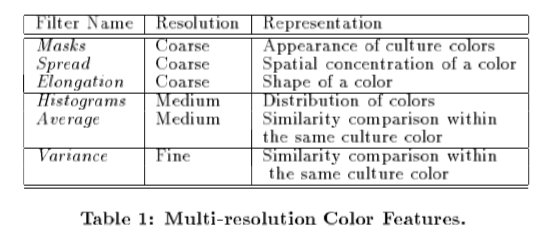 Filter Name Resolution Representation
Masks Coarse Appearance of culture colors
Spread Coarse Spatial concentration of a color
Elongation Coarse Shape of a color
Histograms Medium Distribution of colors
Average Medium Similarity comparison within
the same culture color
Variance Fine Similarity comparison within
the same culture color
Table 1: Multi-resolution Color Features.